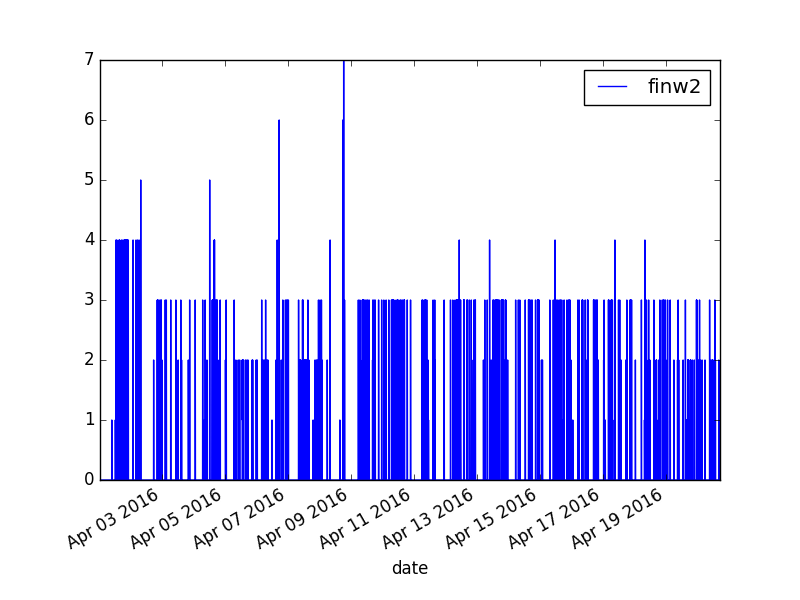 7
finw2
6
5
4
3
2
1
0
Apr 03 2016
Apr 05 2016
Apr 07 2016
Apr 09 2016
Apr 11 2016
Apr 13 2016
Apr 15 2016
Apr 17 2016
Apr 19 2016
date